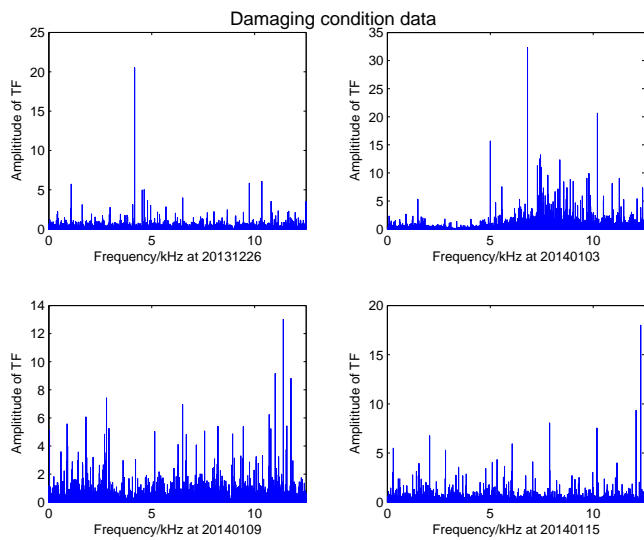 Damaging condition data
25
20
15
10
5
0
0 5 10
Amplititude of TF
Frequency/kHz at 20131226
35
30
25
20
15
10
5
0
0 5 10
Amplititude of TF
Frequency/kHz at 20140103
14
12
10
8
6
4
2
0
0 5 10
Amplititude of TF
Frequency/kHz at 20140109
20
15
10
5
0
0 5 10
Amplititude of TF
Frequency/kHz at 20140115